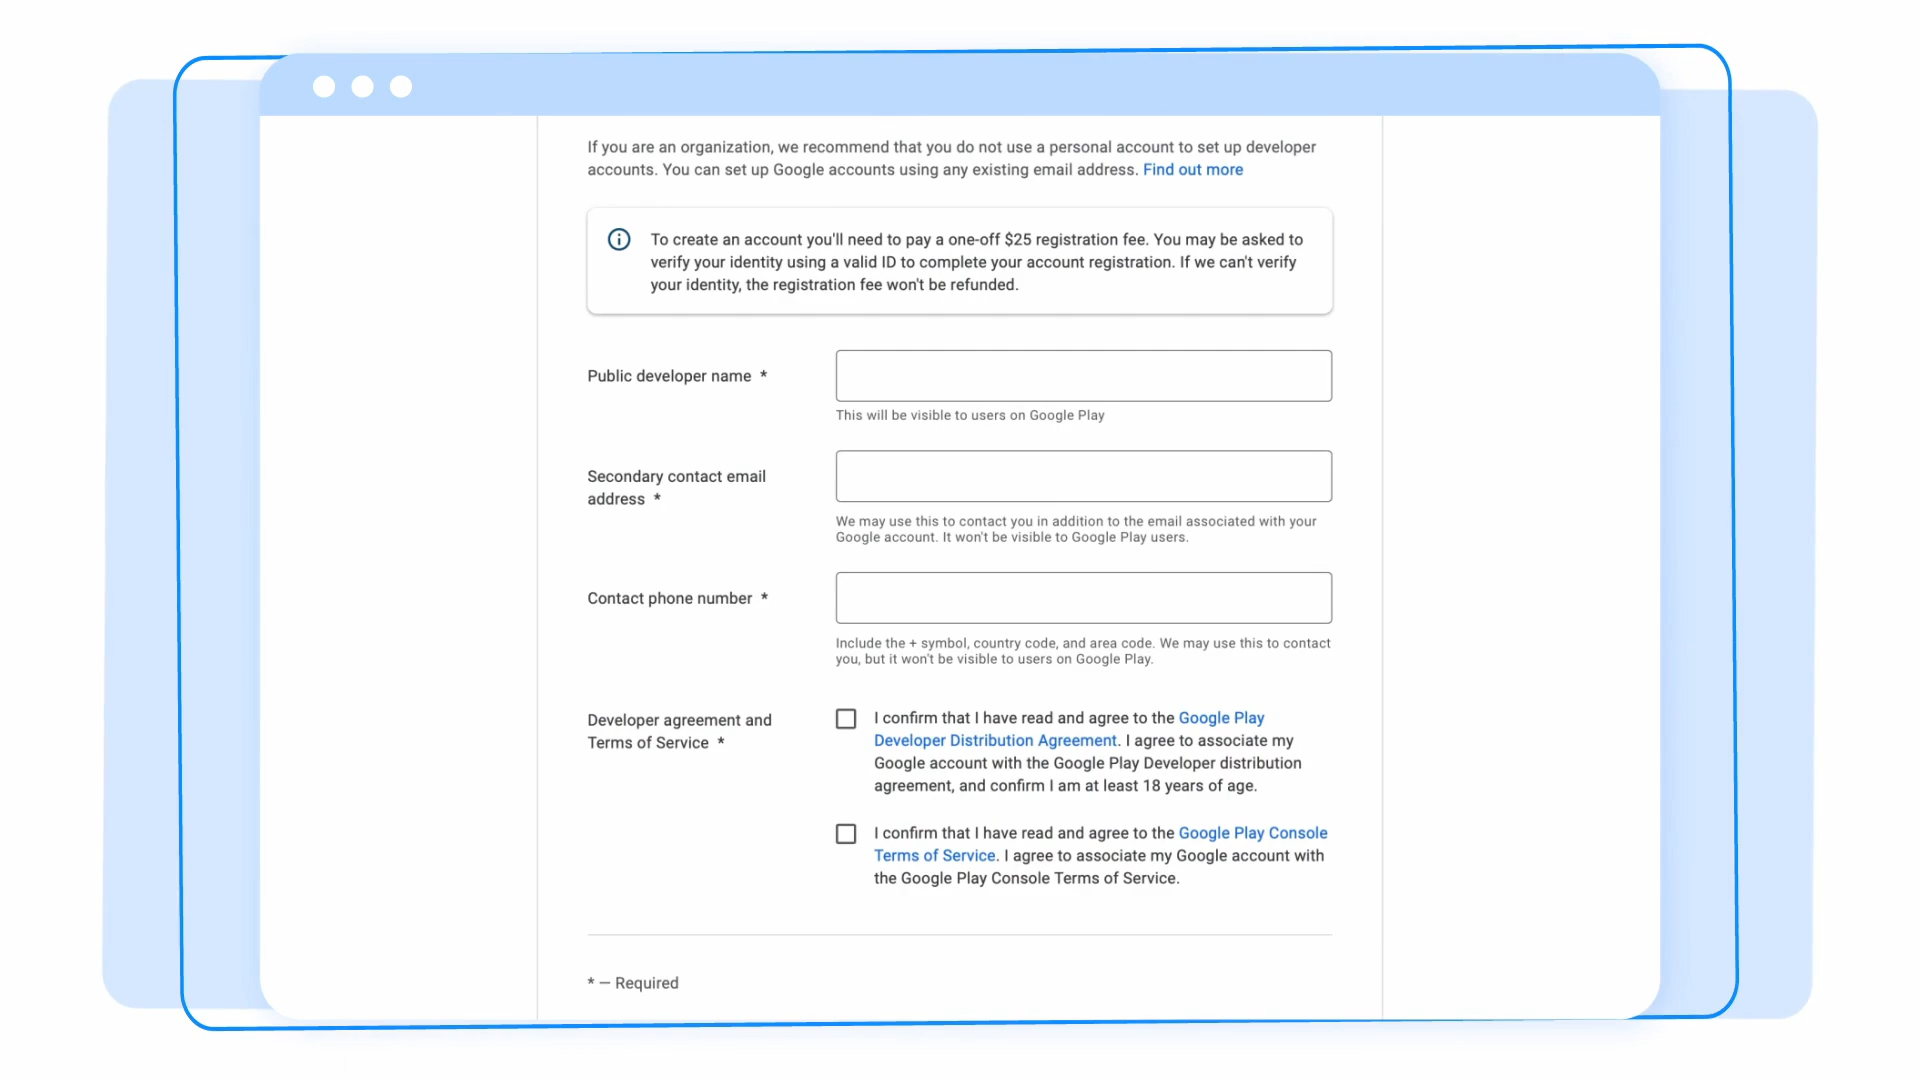 If you are an organization, we recommend that you do not use a personal account to set up developer
accounts. You can set up Google accounts using any existing email address. Find out more
To create an account you'll need to pay a one-off $25 registration fee. You may be asked to
verify your identity using a valid ID to complete your account registration. If we can't verify
your identity, the registration fee won't be refunded.
Public developer name *
This will be visible to users on Google Play
Secondary contact email
address *
We may use this to contact you in addition to the email associated with your
Google account. It won't be visible to Google Play users.
Contact phone number *
Include the + symbol, country code, and area code. We may use this to contact
you, but it won't be visible to users on Google Play.
Developer agreement and
Terms of Service *
I confirm that I have read and agree to the Google Play
Developer Distribution Agreement. I agree to associate my
Google account with the Google Play Developer distribution
agreement, and confirm I am at least 18 years of age.
I confirm that I have read and agree to the Google Play Console
Terms of Service. I agree to associate my Google account with
the Google Play Console Terms of Service.
* — Required